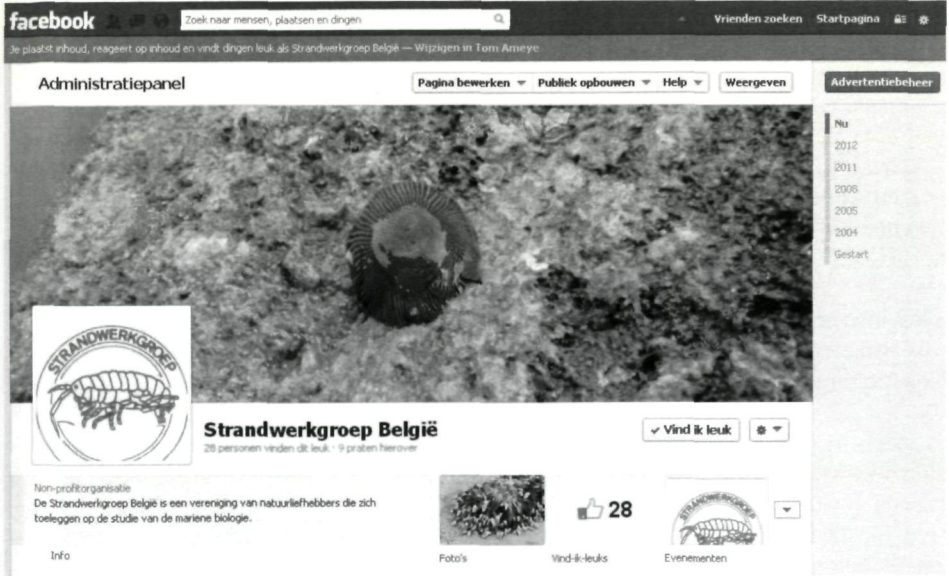 facebook
Zoek naar mensen, plaatsen en dingen
Vrienden zoeken Startpagina
Je plaatst inhoud, reageert op inhoud en vindt dingen leuk als Strandwerkgroep België — Wijzigen in Tom Ameye
Administratiepanel
Pagina bewerken Publiek opbouwen Help Weergeven
Advertentiebeheer
Nu
2012
2011
2006
2005
2004
Gestart
STRANDWERKGROEP
Strandwerkgroep België
28 personen vinden dit leuk · 9 praten hierover
Vind ik leuk
Non-profitorganisatie
De Strandwerkgroep België is een vereniging van natuurliefhebbers die zich
toeleggen op de studie van de mariene biologie.
Info
28
STRANDWERKGROEP
Foto's
Vind-ik-leuks
Evenementen